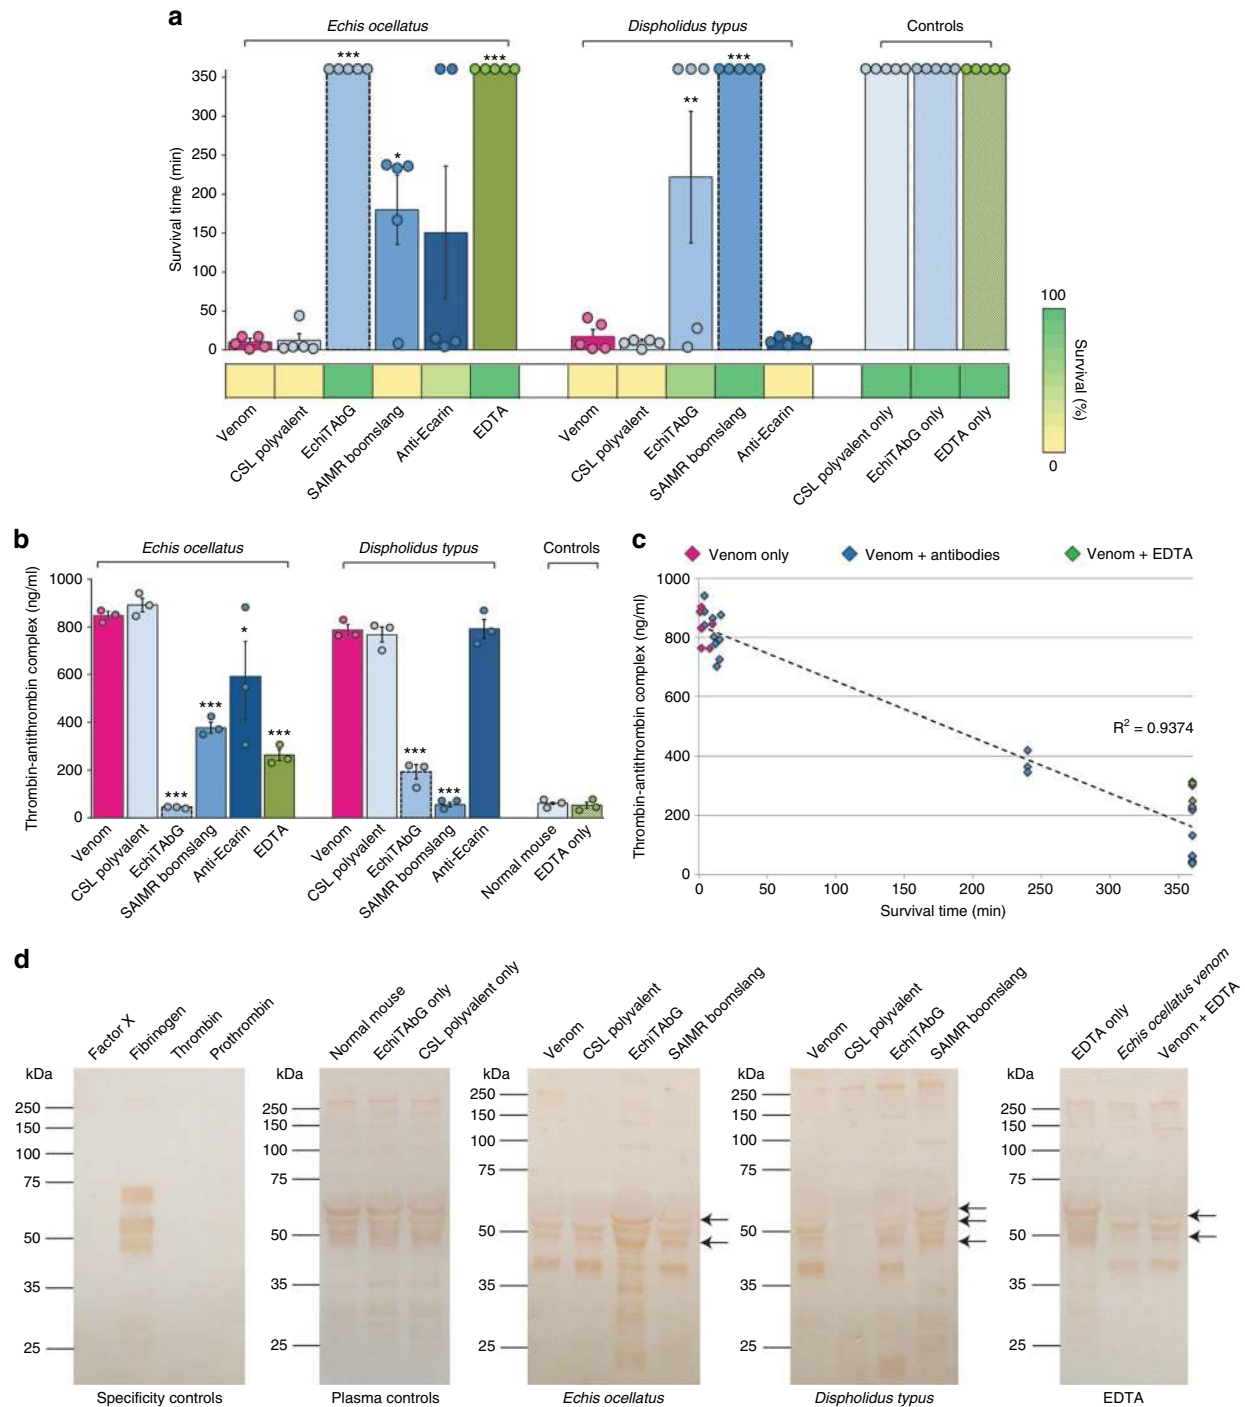 a
Echis ocellatus
Dispholidus typus
Controls
***
***
*
**
***
Survival time (min)
350
300
250
200
150
100
50
0
Venom
CSL polyvalent
EchiTAbG
SAIMR boomslang
Anti-Ecarin
EDTA
Venom
CSL polyvalent
EchiTAbG
SAIMR boomslang
Anti-Ecarin
CSL polyvalent only
EchiTAbG only
EDTA only
100
Survival (%)
0
b
Echis ocellatus
Dispholidus typus
Controls
Thrombin-antithrombin complex (ng/ml)
1000
800
600
400
200
0
***
***
*
***
***
***
Venom
CSL polyvalent
EchiTAbG
SAIMR boomslang
Anti-Ecarin
EDTA
Venom
CSL polyvalent
EchiTAbG
SAIMR boomslang
Anti-Ecarin
Normal mouse
EDTA only
c
Venom only
Venom + antibodies
Venom + EDTA
Thrombin-antithrombin complex (ng/ml)
1000
800
600
400
200
0
R² = 0.9374
0 50 100 150 200 250 300 350
Survival time (min)
d
Factor X
Fibrinogen
Thrombin
Prothrombin
kDa
250
150
100
75
50
35
25
Specificity controls
Normal mouse
EchiTAbG only
CSL polyvalent only
kDa
250
150
100
75
50
35
25
Plasma controls
Venom
CSL polyvalent
EchiTAbG
SAIMR boomslang
kDa
250
150
100
75
50
35
25
Echis ocellatus
Venom
CSL polyvalent
EchiTAbG
SAIMR boomslang
kDa
250
150
100
75
50
35
25
Dispholidus typus
EDTA only
Echis ocellatus venom
Venom + EDTA
kDa
250
150
100
75
50
35
25
EDTA